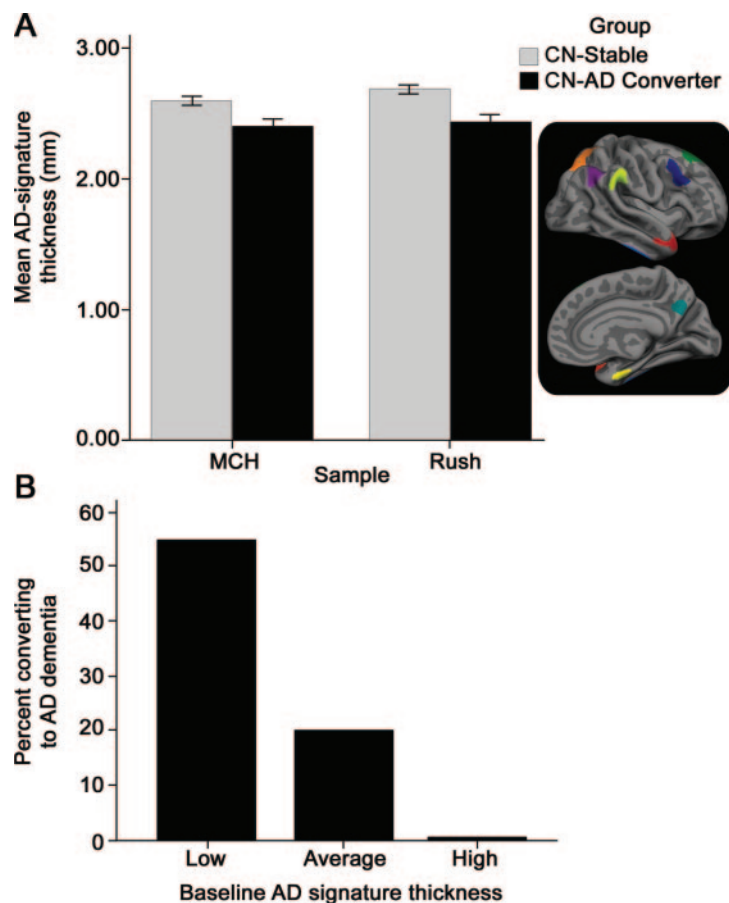 A
Group
CN-Stable
CN-AD Converter
Mean AD-signature
thickness (mm)
3.00
2.00
1.00
0.00
MCH
Rush
Sample
B
Percent converting
to AD dementia
60
50
40
30
20
10
0
Low
Average
High
Baseline AD signature thickness